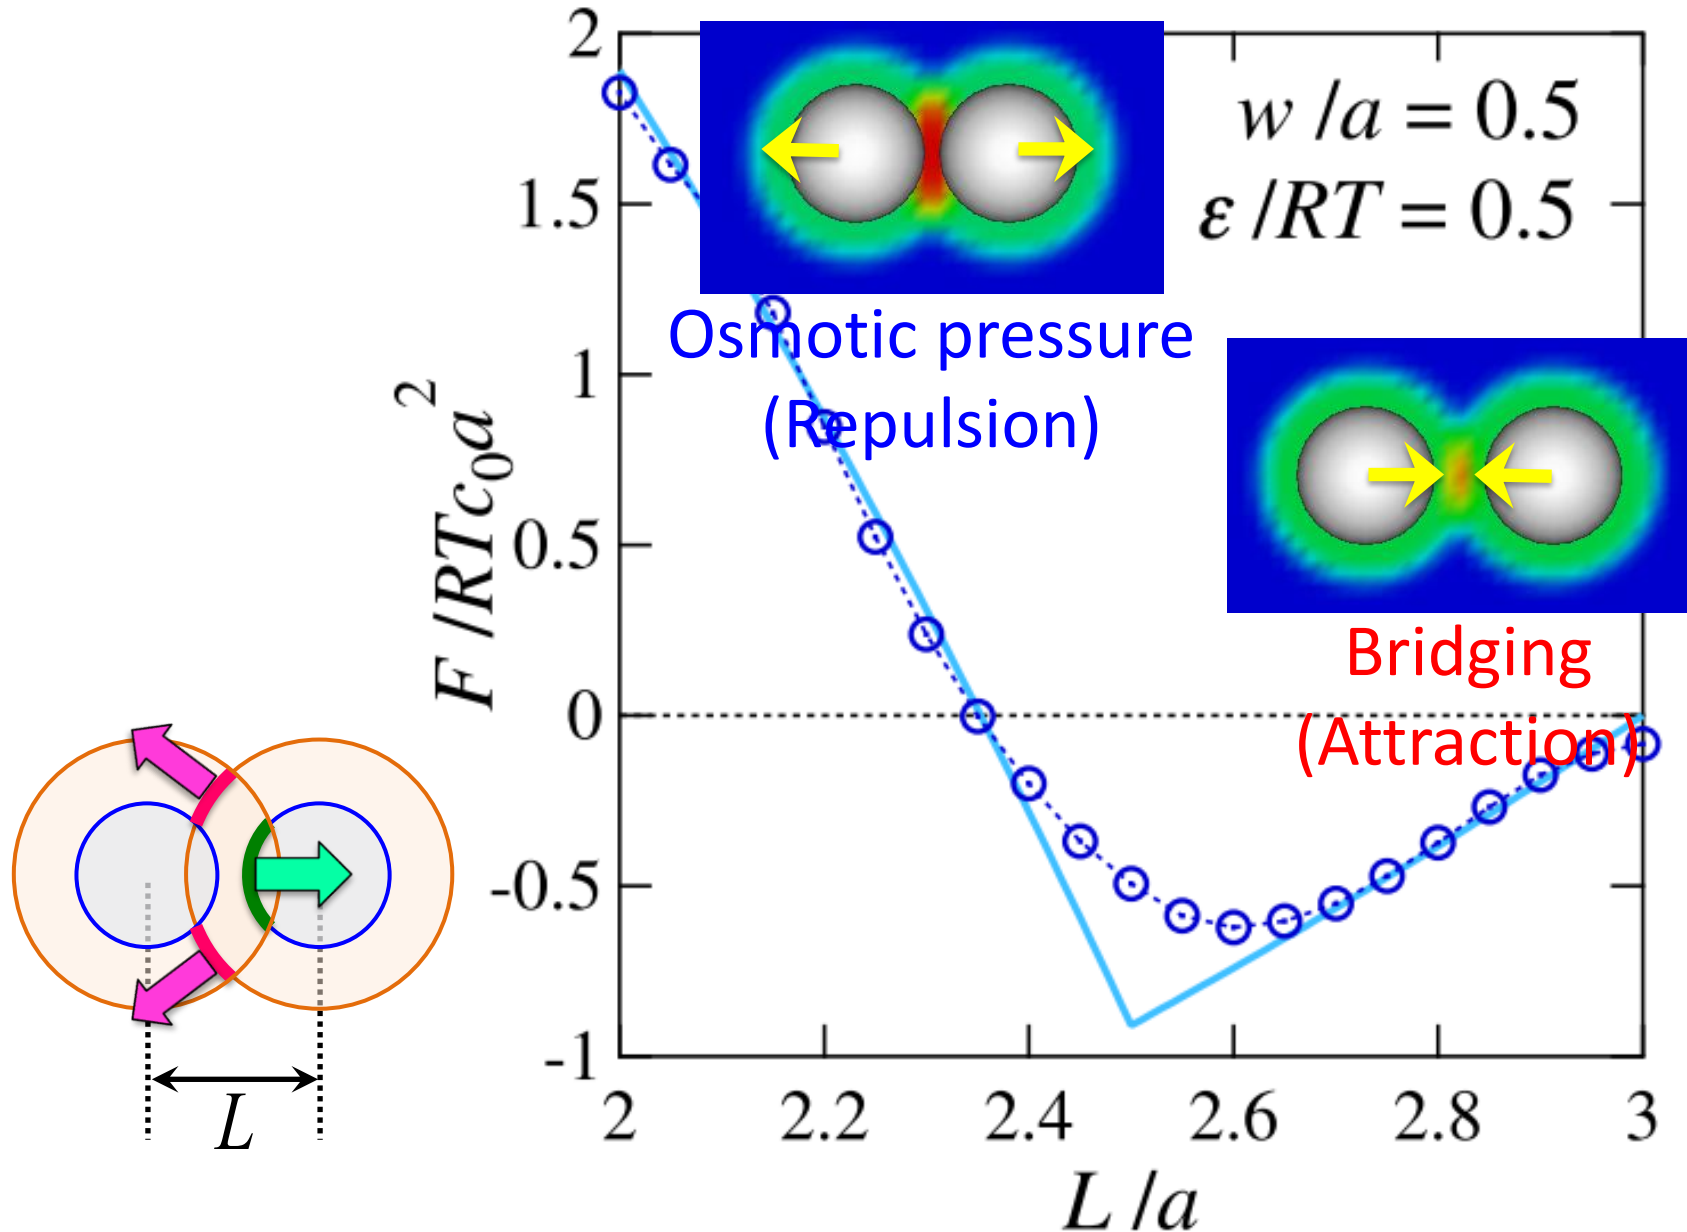 2
w /a = 0.5
ε /RT = 0.5
1.5
Osmotic pressure
(Repulsion)
1
0.5
F /RTc₀a²
Bridging
(Attraction)
0
-0.5
-1
2 2.2 2.4 2.6 2.8 3
L /a
L